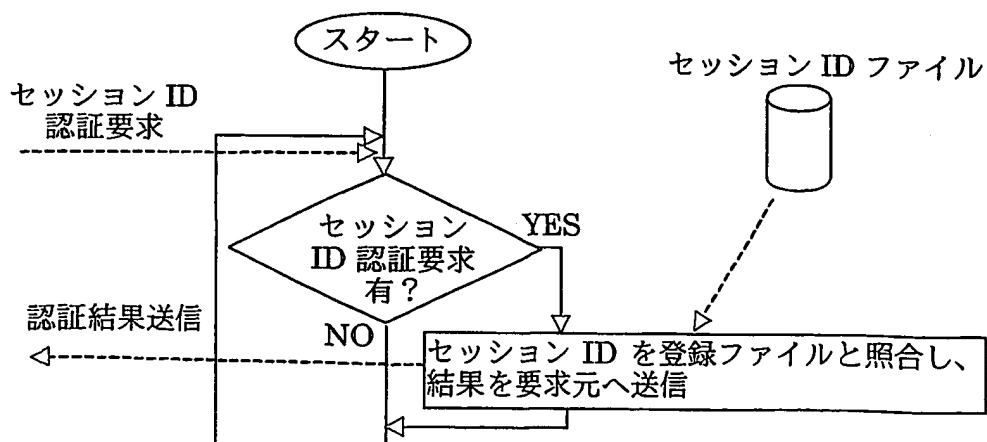 スタート
セッション ID ファイル
セッション ID
認証要求
セッション
ID 認証要求
有？
YES
NO
認証結果送信
セッション ID を登録ファイルと照合し、
結果を要求元へ送信